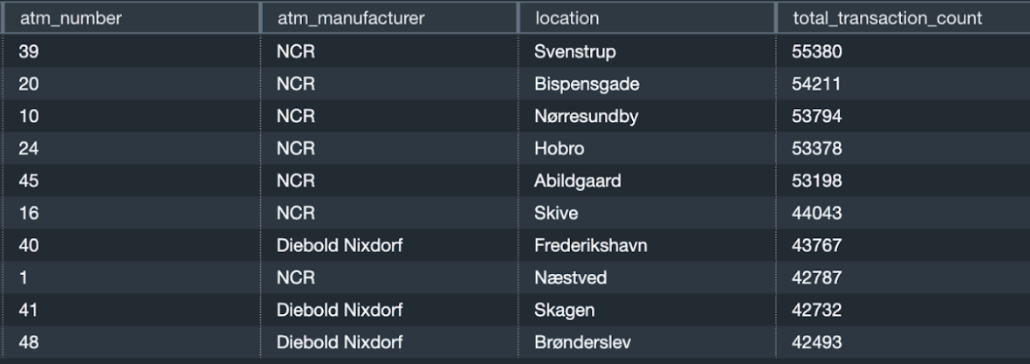 atm_number atm_manufacturer location total_transaction_count
39 NCR Svenstrup 55380
20 NCR Bispensgade 54211
10 NCR Nørresundby 53794
24 NCR Hobro 53378
45 NCR Abildgaard 53198
16 NCR Skive 44043
40 Diebold Nixdorf Frederikshavn 43767
1 NCR Næstved 42787
41 Diebold Nixdorf Skagen 42732
48 Diebold Nixdorf Brønderslev 42493